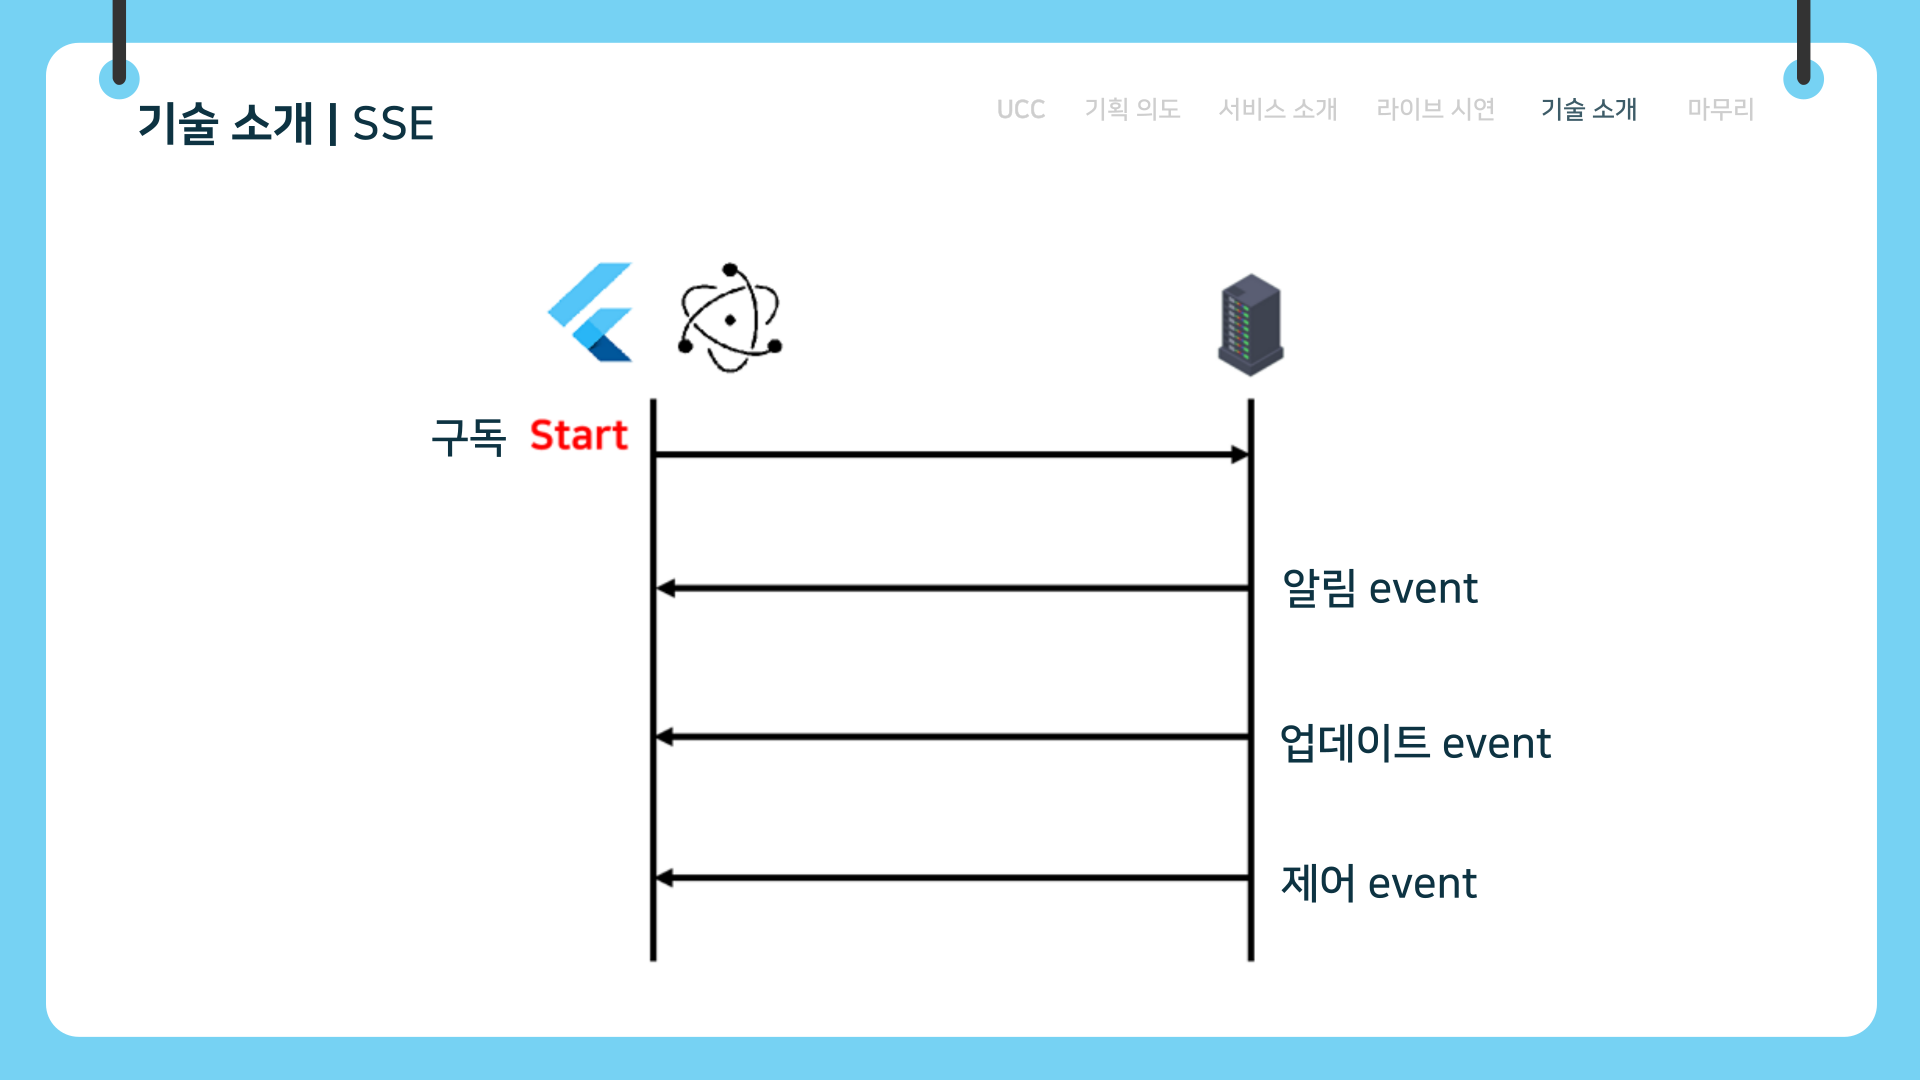 기술 소개 | SSE
UCC 기획 의도 서비스 소개 라이브 시연 기술 소개 마무리
구독 Start
알림 event
업데이트 event
제어 event